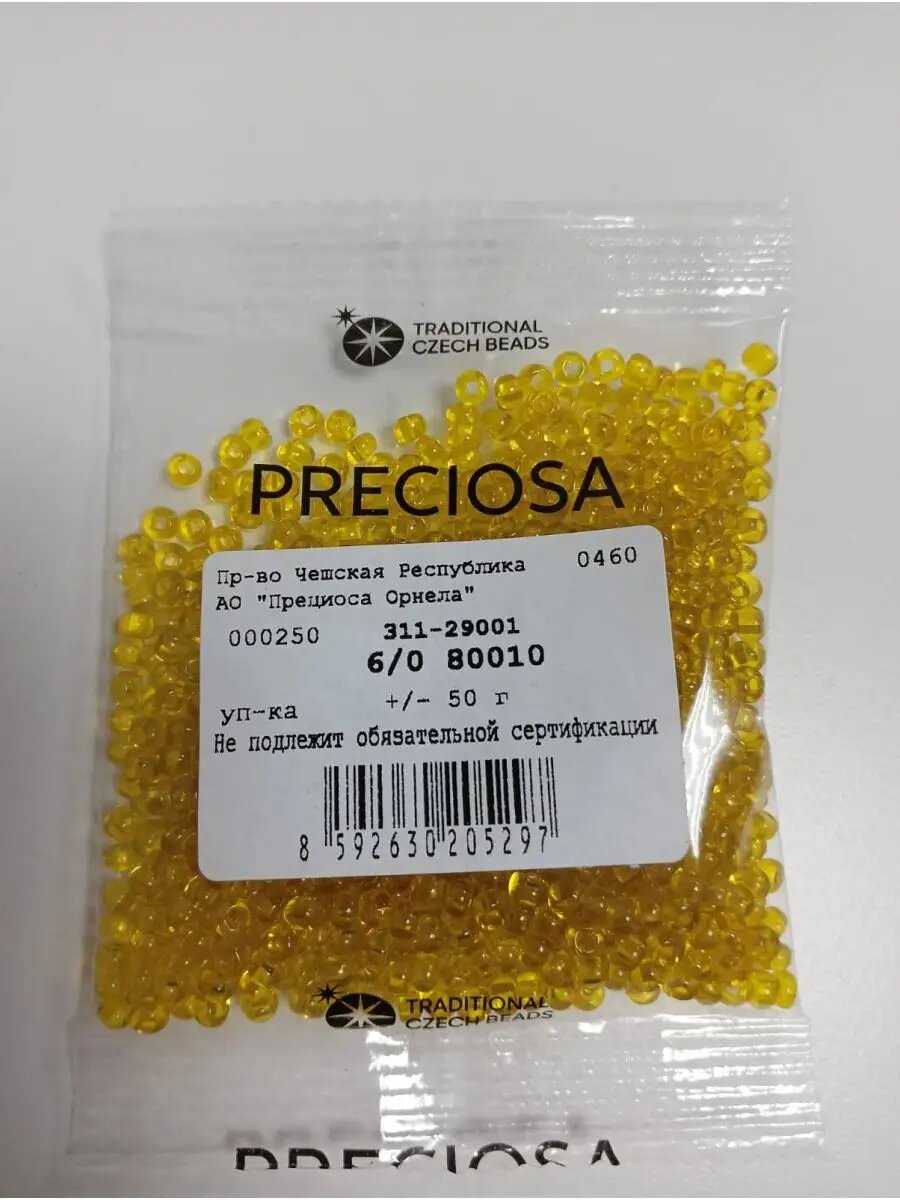 TRADITIONAL
CZECH BEADS
PRECIOSA
Пр-во Чешская Республика 0460
АО "Прециоса Орнела"
000250 311-29001
6/0 80010
уп-ка +/- 50 г
Не подлежит обязательной сертификации
8 592630 205297
TRADITIONAL
CZECH BEADS
PRECIOSA